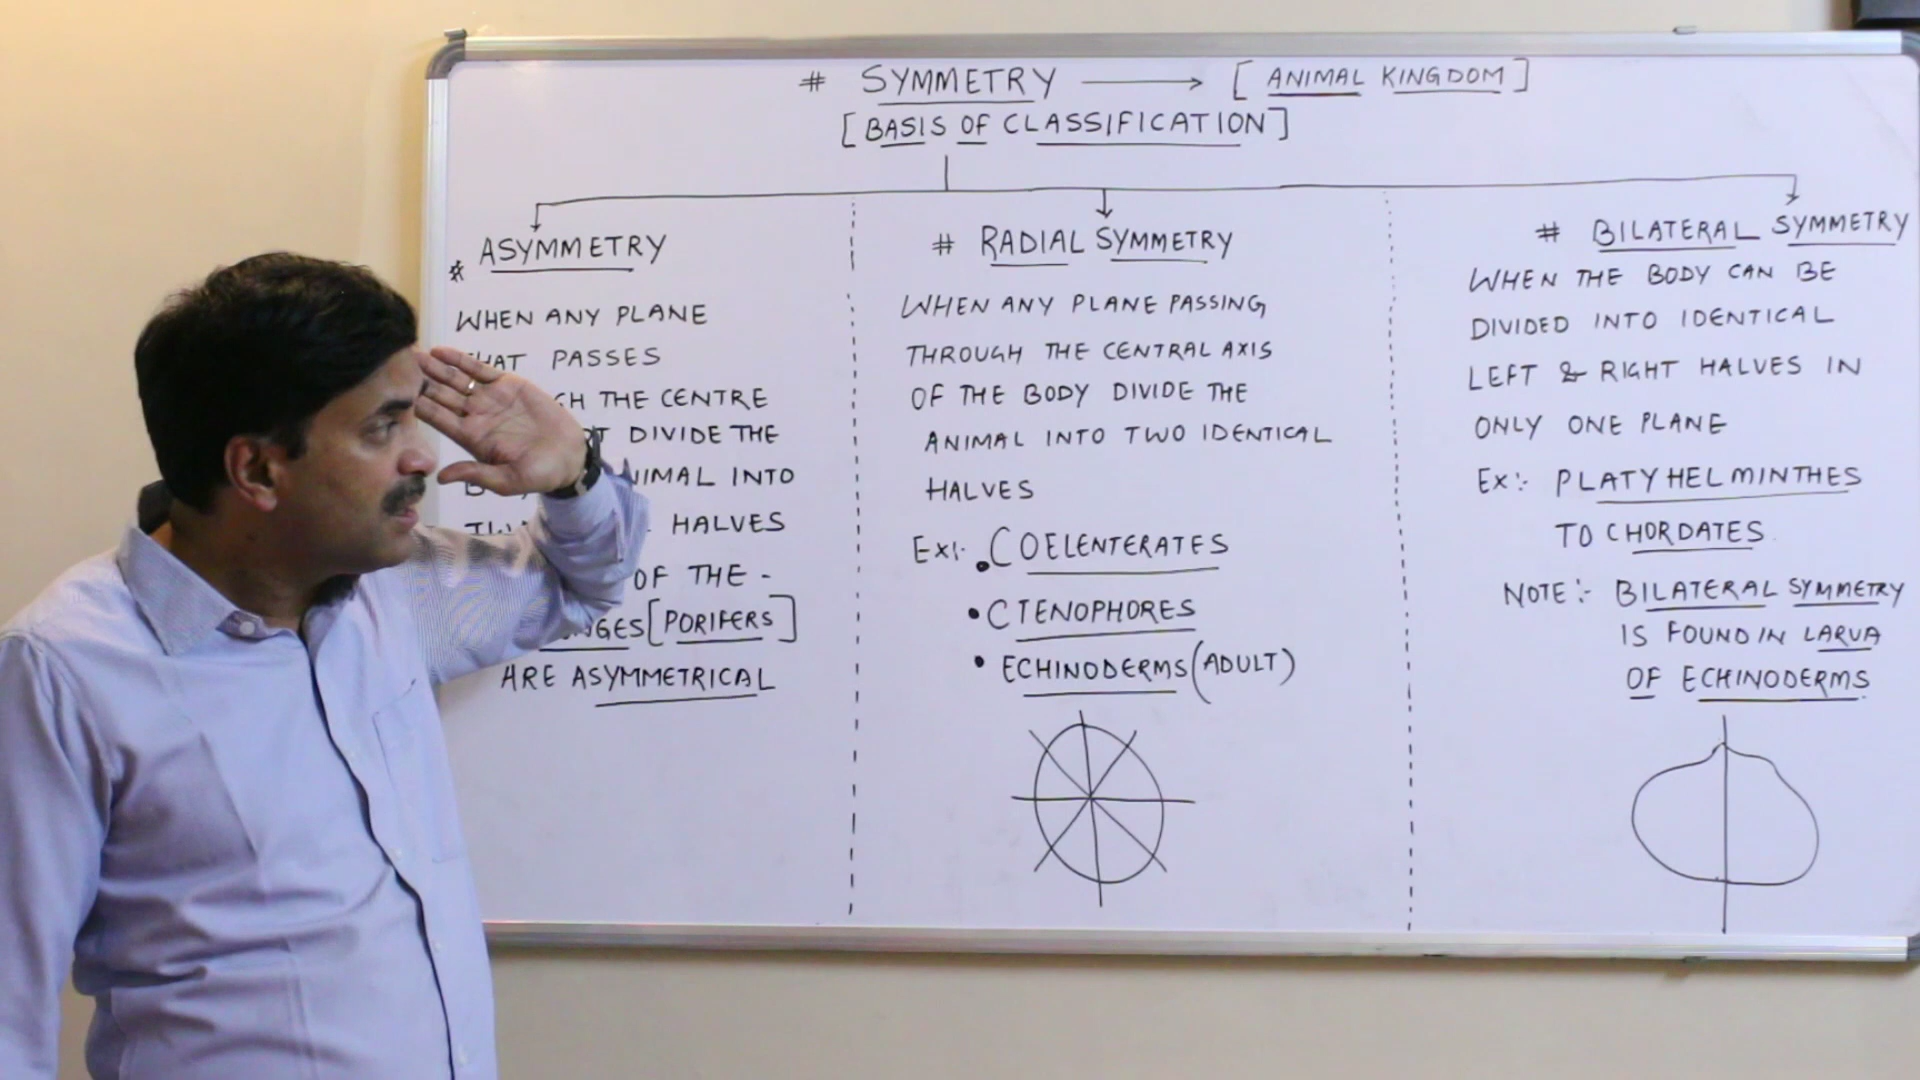 # SYMMETRY → [ANIMAL KINGDOM]
[BASIS OF CLASSIFICATION]
* ASYMMETRY
WHEN ANY PLANE
PASSES
THE CENTRE
DIVIDE THE
INTO
HALVES
OF THE -
[PORIFERS]
ARE ASYMMETRICAL
# RADIAL SYMMETRY
WHEN ANY PLANE PASSING
THROUGH THE CENTRAL AXIS
OF THE BODY DIVIDE THE
ANIMAL INTO TWO IDENTICAL
HALVES
EX:- • COELENTERATES
• CTENOPHORES
• ECHINODERMS (ADULT)
# BILATERAL SYMMETRY
WHEN THE BODY CAN BE
DIVIDED INTO IDENTICAL
LEFT & RIGHT HALVES IN
ONLY ONE PLANE
EX:- PLATYHELMINTHES
TO CHORDATES
NOTE:- BILATERAL SYMMETRY
IS FOUND IN LARVA
OF ECHINODERMS.